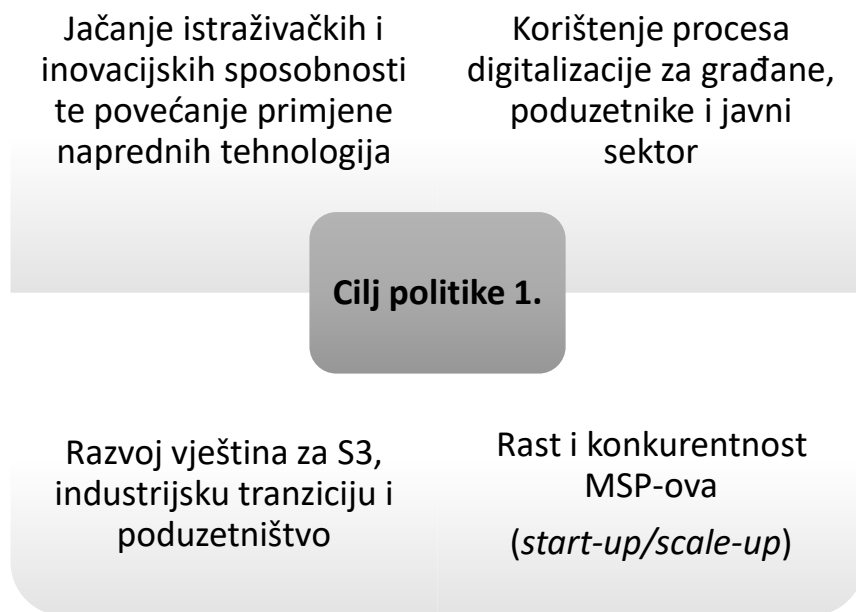 Jačanje istraživačkih i
inovacijskih sposobnosti
te povećanje primjene
naprednih tehnologija
Korištenje procesa
digitalizacije za građane,
poduzetnike i javni
sektor
Cilj politike 1.
Razvoj vještina za S3,
industrijsku tranziciju i
poduzetništvo
Rast i konkurentnost
MSP-ova
(start-up/scale-up)